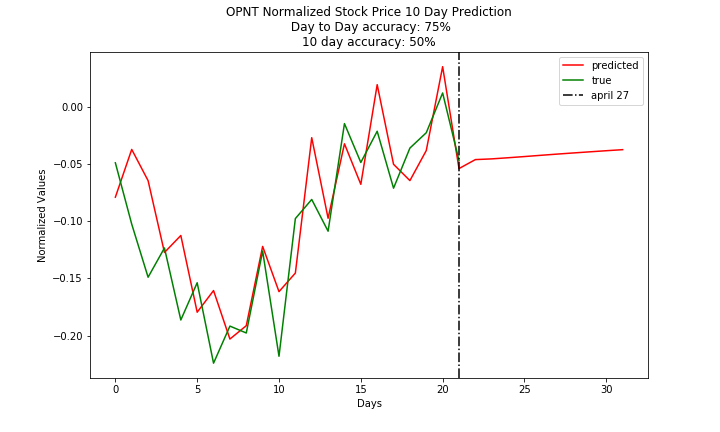 OPNT Normalized Stock Price 10 Day Prediction
Day to Day accuracy: 75%
10 day accuracy: 50%
predicted
true
april 27
Normalized Values
0.00
−0.05
−0.10
−0.15
−0.20
0
5
10
15
20
25
30
Days